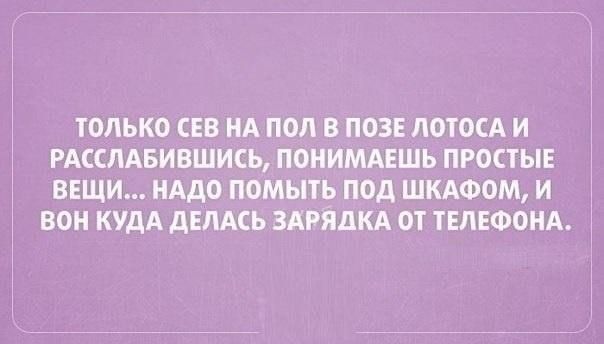 ТОЛЬКО СЕВ НА ПОЛ В ПОЗЕ ЛОТОСА И
РАССЛАБИВШИСЬ, ПОНИМАЕШЬ ПРОСТЫЕ
ВЕЩИ... НАДО ПОМЫТЬ ПОД ШКАФОМ, И
ВОН КУДА ДЕЛАСЬ ЗАРЯДКА ОТ ТЕЛЕФОНА.